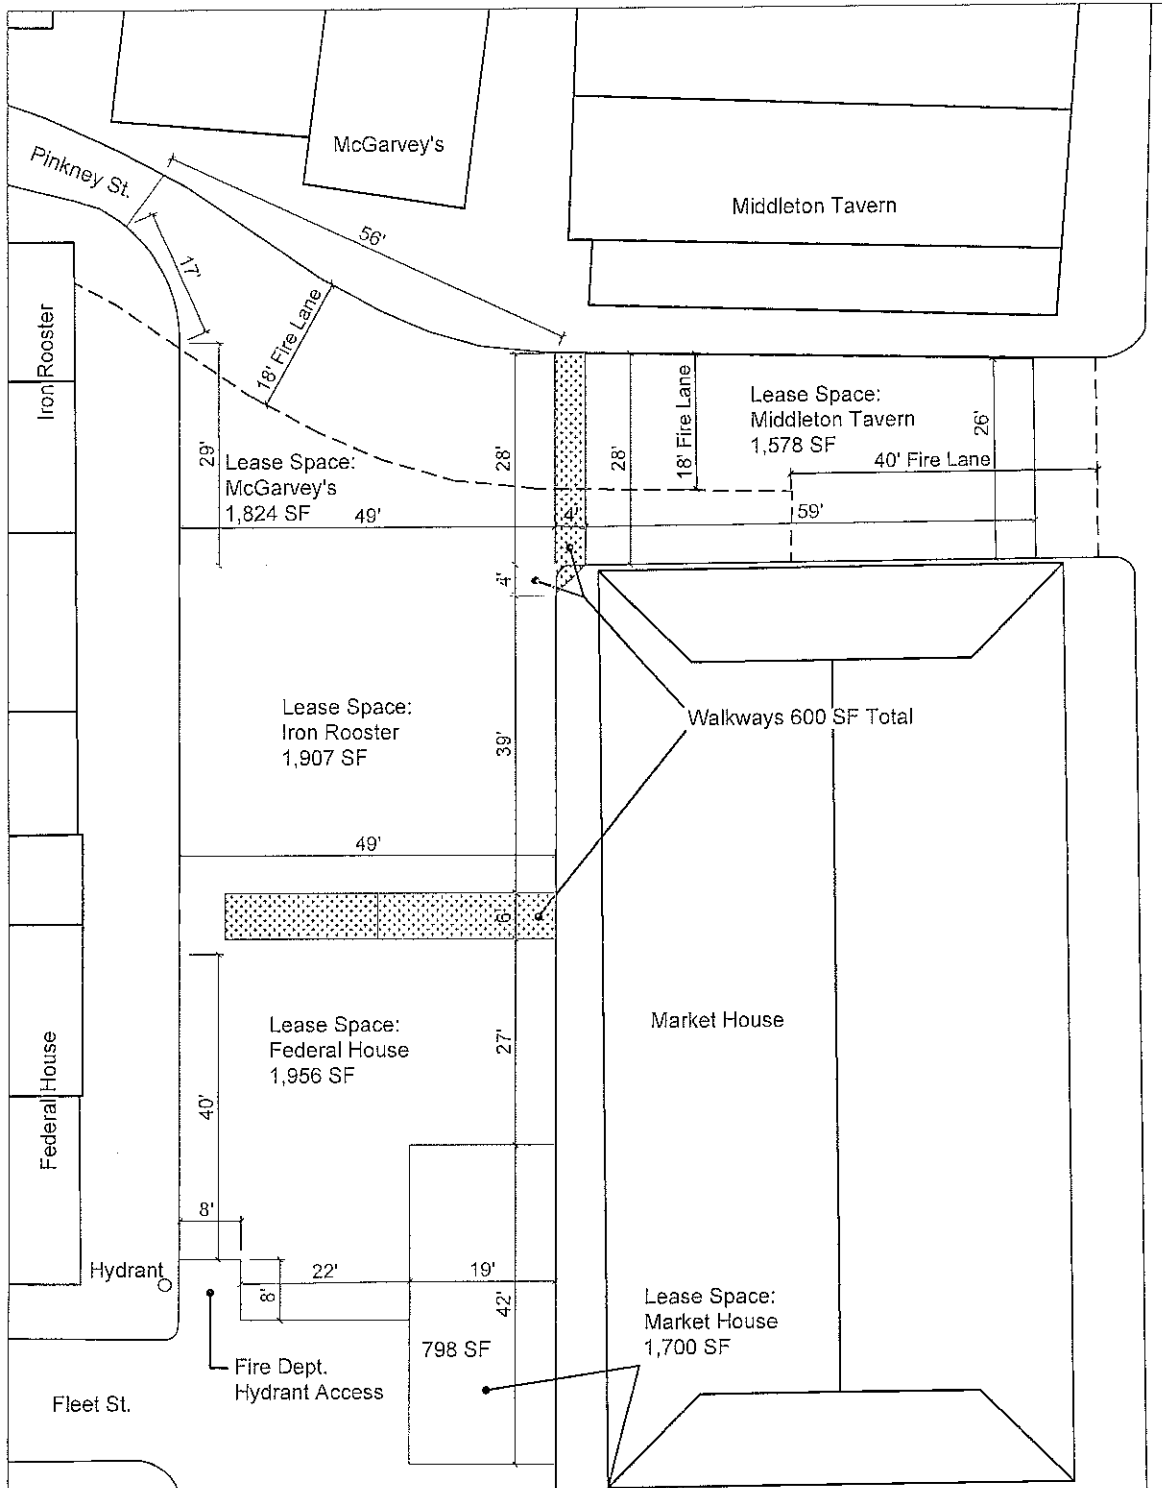 McGarvey's
Pinkney St.
Middleton Tavern
56'
17'
18' Fire Lane
Iron Rooster
29'
Lease Space:
McGarvey's
1,824 SF
28'
28'
18' Fire Lane
Lease Space:
Middleton Tavern
1,578 SF
26'
40' Fire Lane
49'
4'
59'
4'
Lease Space:
Iron Rooster
1,907 SF
39'
Walkways 600 SF Total
49'
6'
Lease Space:
Federal House
1,956 SF
27'
Market House
Federal House
40'
8'
Hydrant
22'
19'
8'
42'
Lease Space:
Market House
1,700 SF
798 SF
Fire Dept.
Hydrant Access
Fleet St.